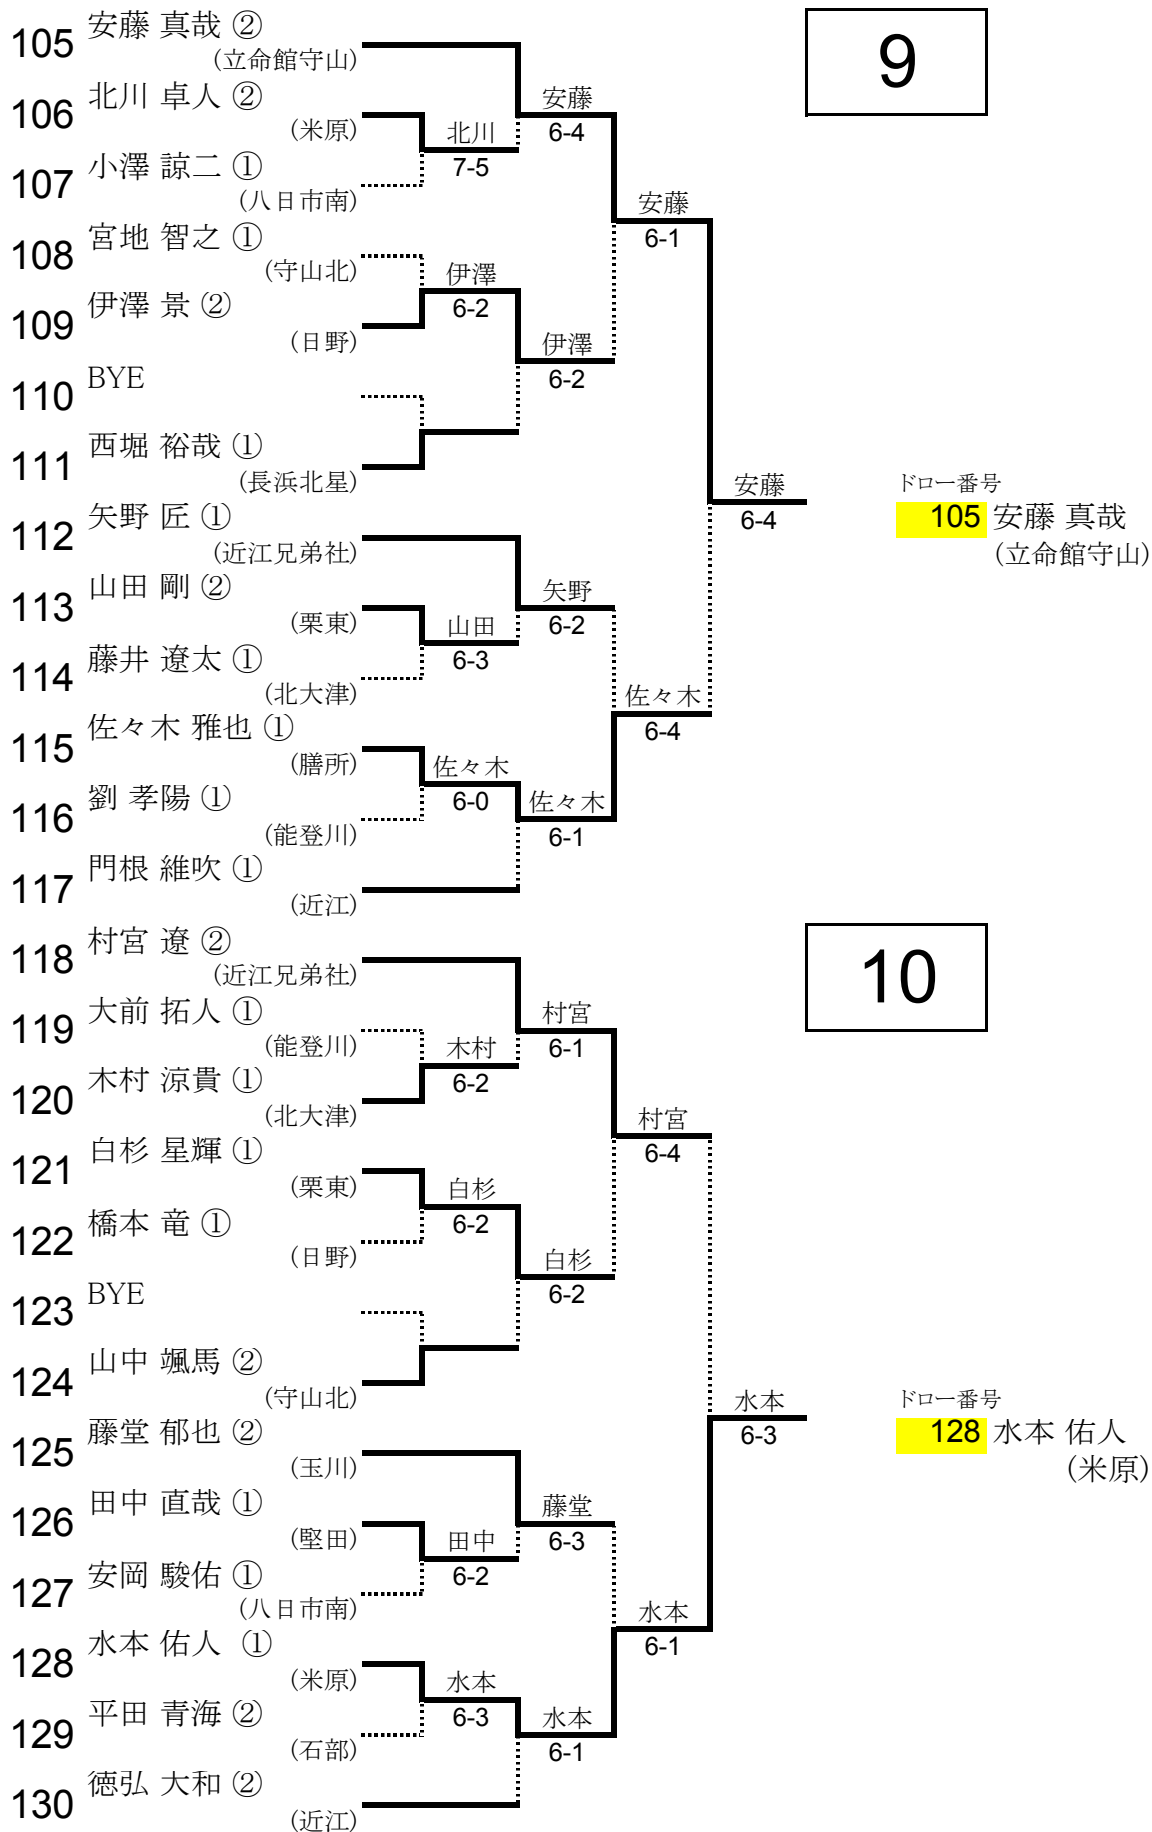 9
105 安藤 真哉 ②
(立命館守山)
106 北川 卓人 ②
(米原)
安藤
6-4
北川
7-5
107 小澤 諒二 ①
(八日市南)
安藤
6-1
108 宮地 智之 ①
(守山北)
伊澤
6-2
109 伊澤 景 ②
(日野)
伊澤
6-2
110 BYE
111 西堀 裕哉 ①
(長浜北星)
安藤
6-4
ドロー番号
105 安藤 真哉
(立命館守山)
112 矢野 匠 ①
(近江兄弟社)
113 山田 剛 ②
(栗東)
矢野
6-2
山田
6-3
114 藤井 遼太 ①
(北大津)
佐々木
6-4
115 佐々木 雅也 ①
(膳所)
佐々木
6-0
116 劉 孝陽 ①
(能登川)
佐々木
6-1
117 門根 維吹 ①
(近江)
10
118 村宮 遼 ②
(近江兄弟社)
119 大前 拓人 ①
(能登川)
村宮
6-1
木村
6-2
120 木村 涼貴 ①
(北大津)
村宮
6-4
121 白杉 星輝 ①
(栗東)
白杉
6-2
122 橋本 竜 ①
(日野)
白杉
6-2
123 BYE
124 山中 颯馬 ②
(守山北)
水本
6-3
ドロー番号
128 水本 佑人
(米原)
125 藤堂 郁也 ②
(玉川)
126 田中 直哉 ①
(堅田)
藤堂
6-3
田中
6-2
127 安岡 駿佑 ①
(八日市南)
水本
6-1
128 水本 佑人 ①
(米原)
水本
6-3
129 平田 青海 ②
(石部)
水本
6-1
130 徳弘 大和 ②
(近江)